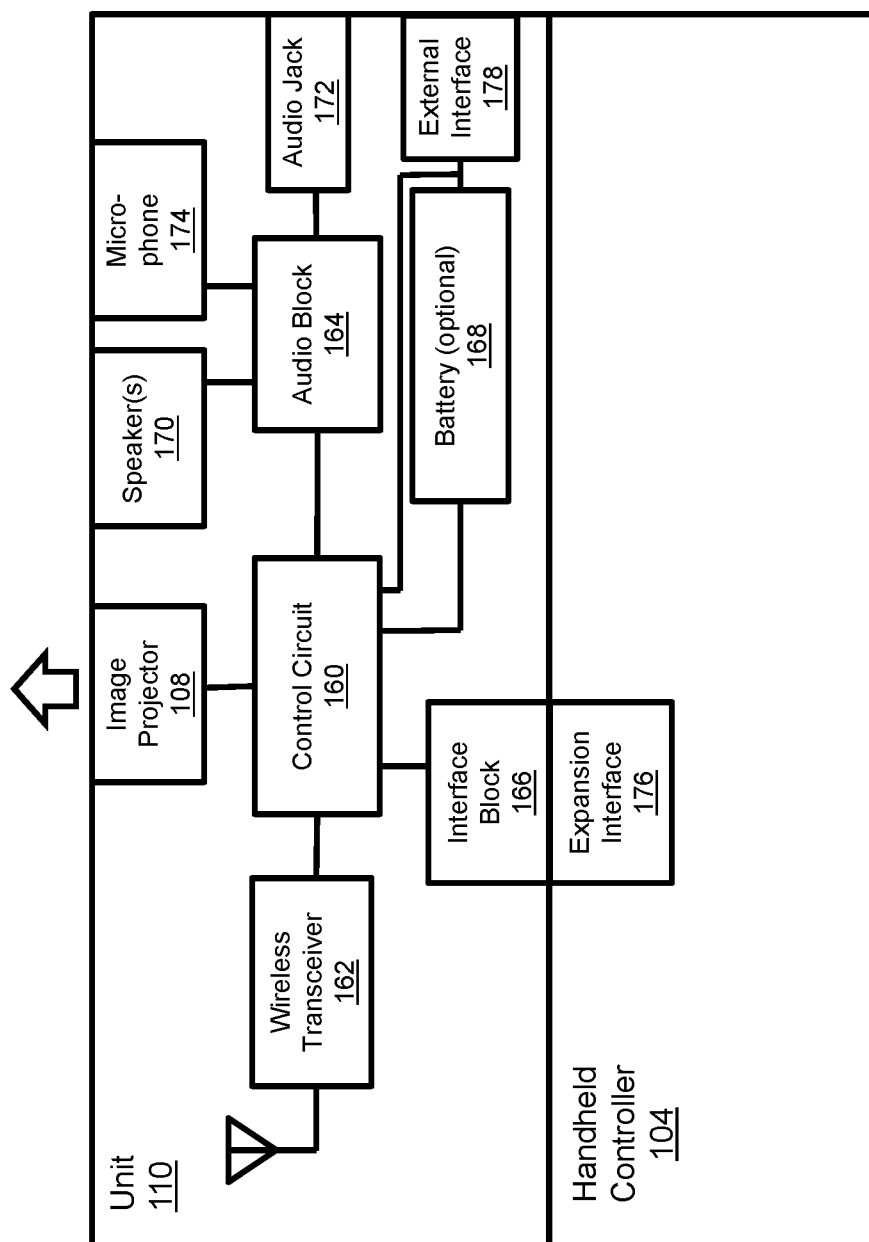 Unit
110
Image
Projector
108
Speaker(s)
170
Micro-
phone
174
Wireless
Transceiver
162
Control Circuit
160
Audio Block
164
Audio Jack
172
Interface
Block
166
Battery (optional)
168
External
Interface
178
Expansion
Interface
176
Handheld
Controller
104